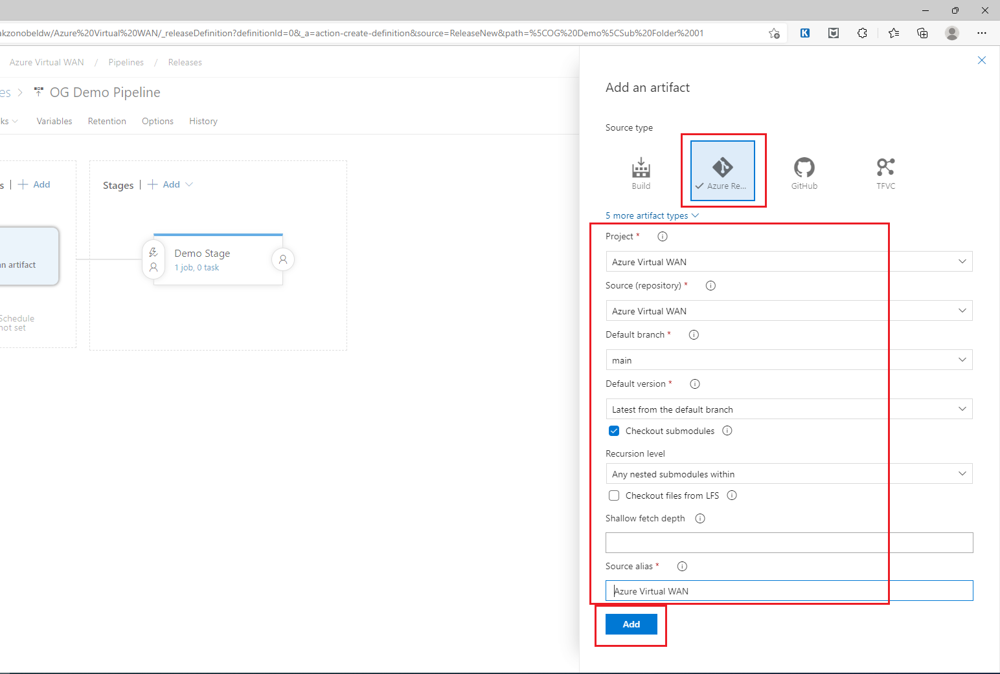 akzonobeldw/Azure%20Virtual%20WAN/_releaseDefinition?definitionId=0&_a=action-create-definition&source=ReleaseNew&path=%5COG%20Demo%5CSub%20Folder%2001
Azure Virtual WAN / Pipelines / Releases
es > OG Demo Pipeline
ks Variables Retention Options History
s | + Add
Stages | + Add
n artifact
Schedule
not set
Demo Stage
1 job, 0 task
Add an artifact
Source type
Build
Azure Re...
GitHub
TFVC
5 more artifact types
Project *
Azure Virtual WAN
Source (repository) *
Azure Virtual WAN
Default branch *
main
Default version *
Latest from the default branch
Checkout submodules
Recursion level
Any nested submodules within
Checkout files from LFS
Shallow fetch depth
Source alias *
Azure Virtual WAN
Add